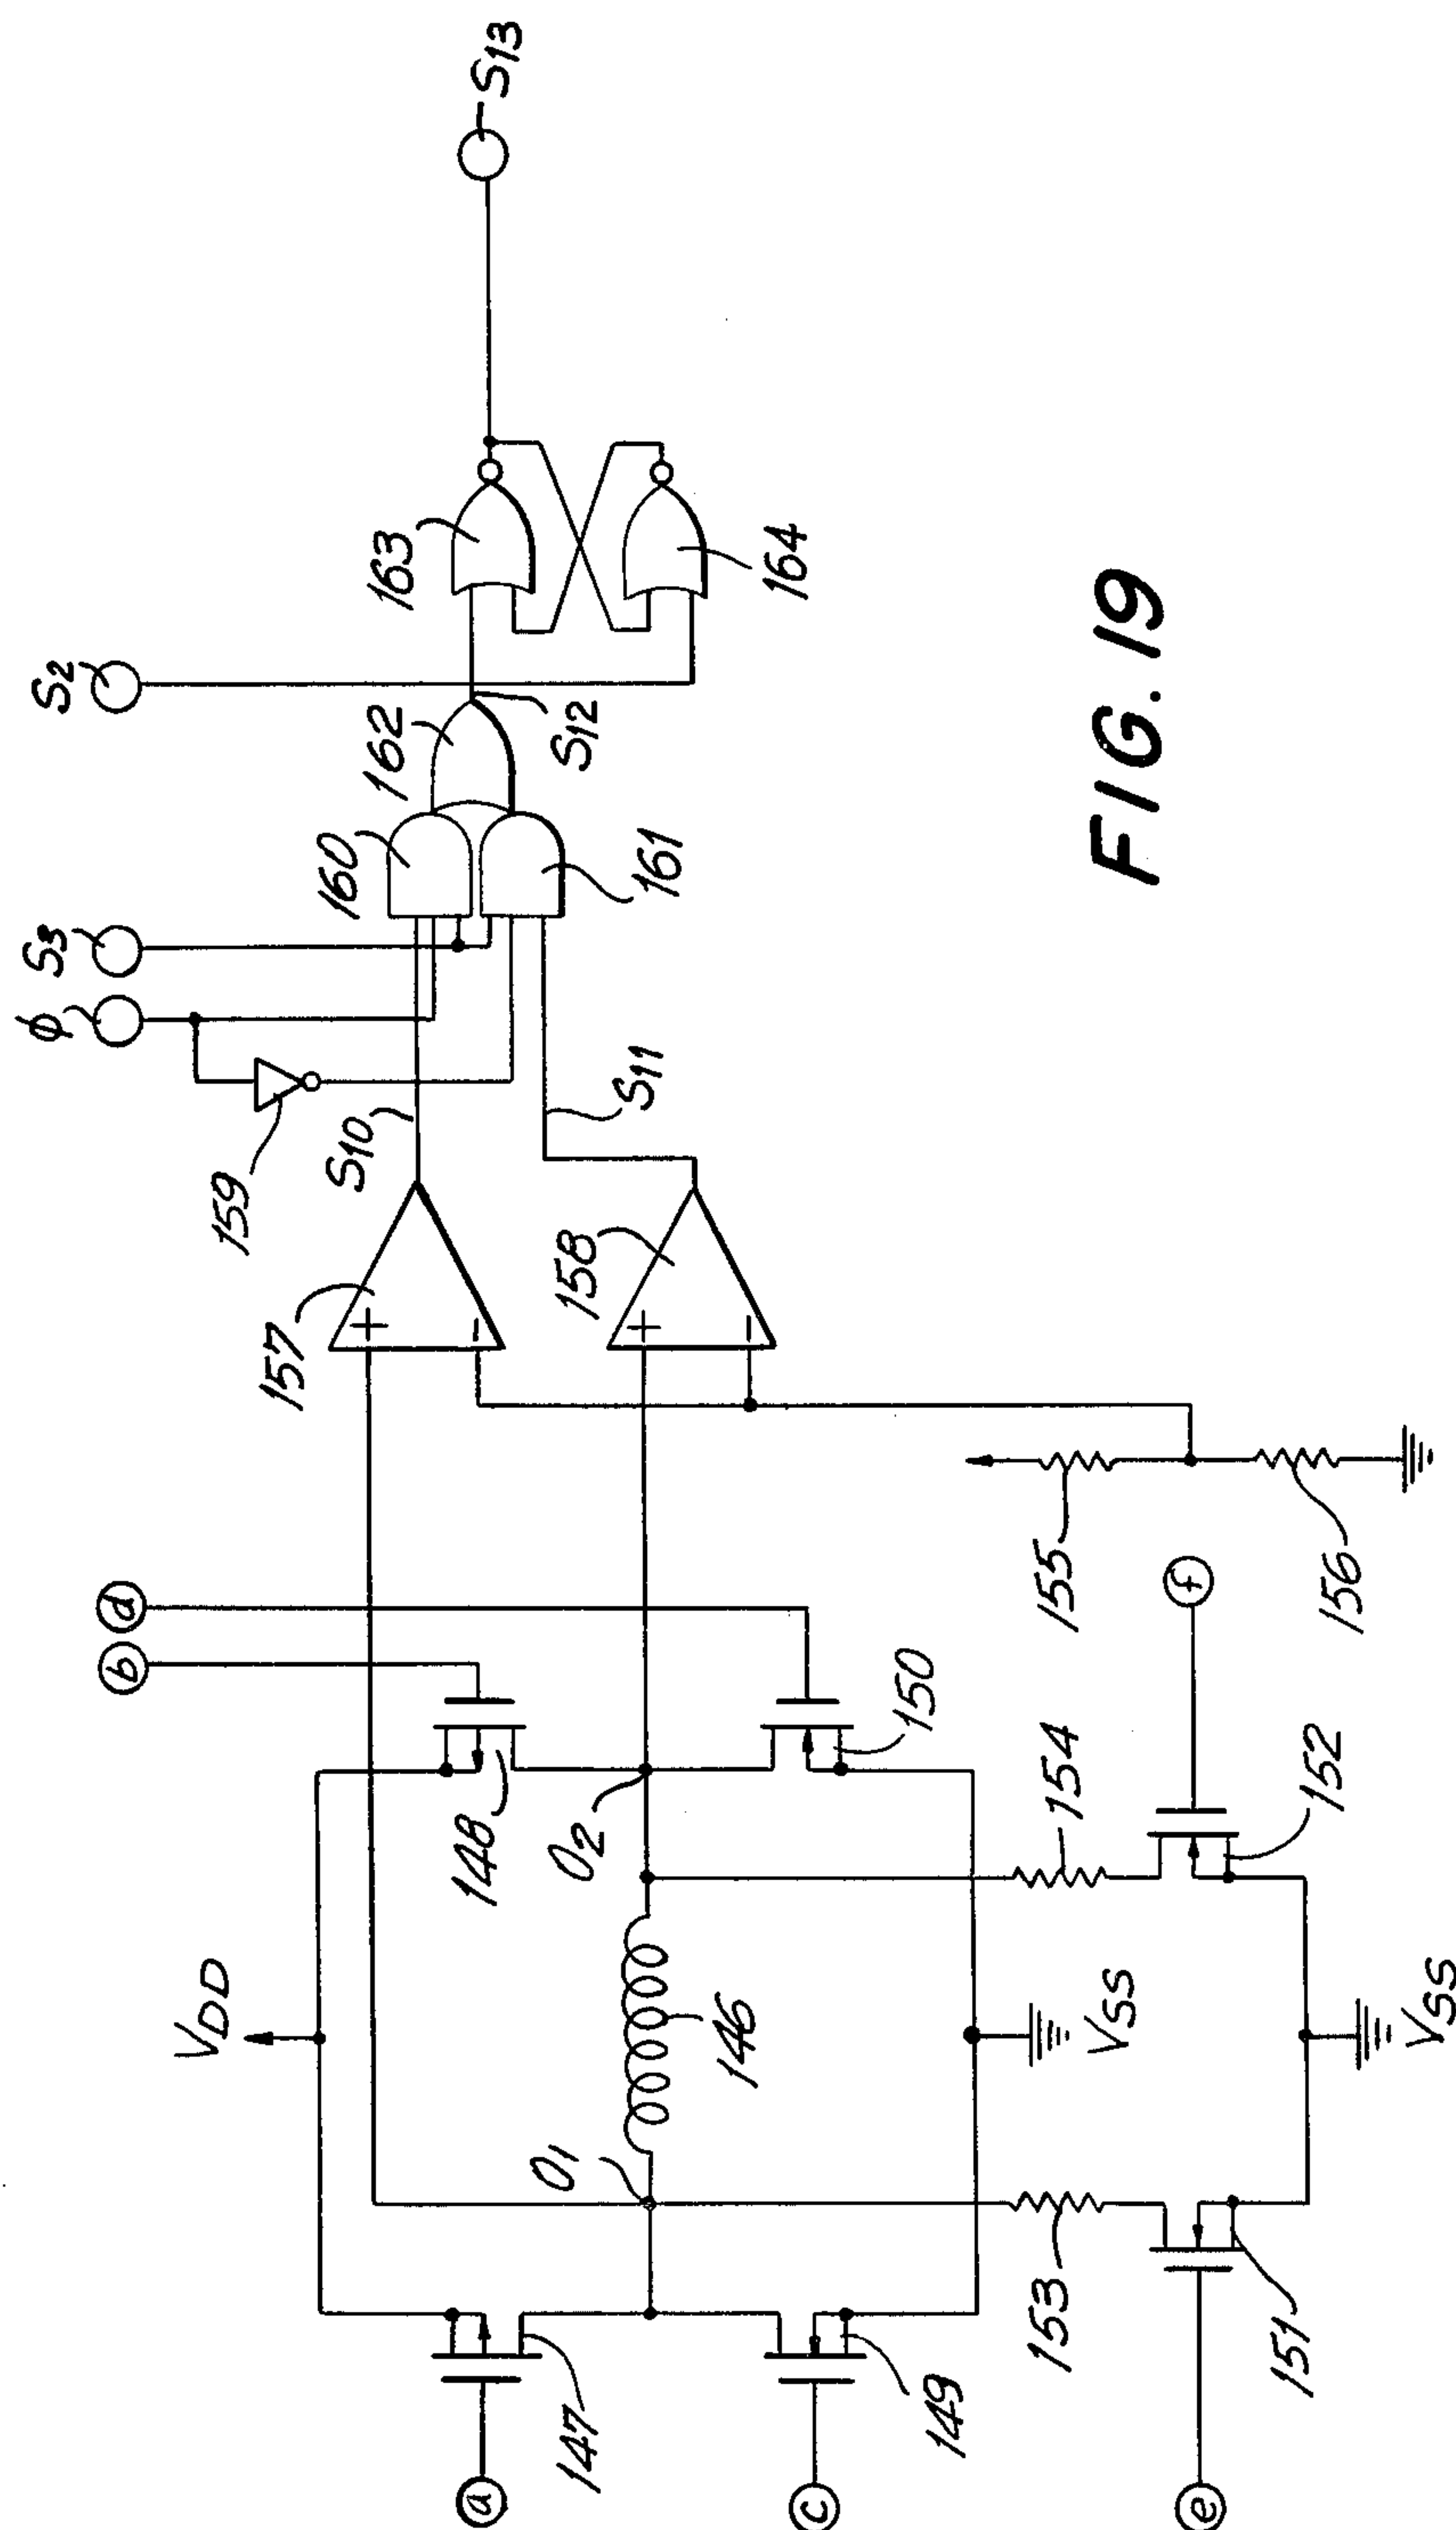 S13
S2
163
164
S12
162
160
161
S3
φ
159
S10
S11
157
+
−
158
+
−
155
156
b
d
f
148
150
O2
154
152
VDD
146
VSS
VSS
O1
153
151
147
149
a
c
e
FIG. 19